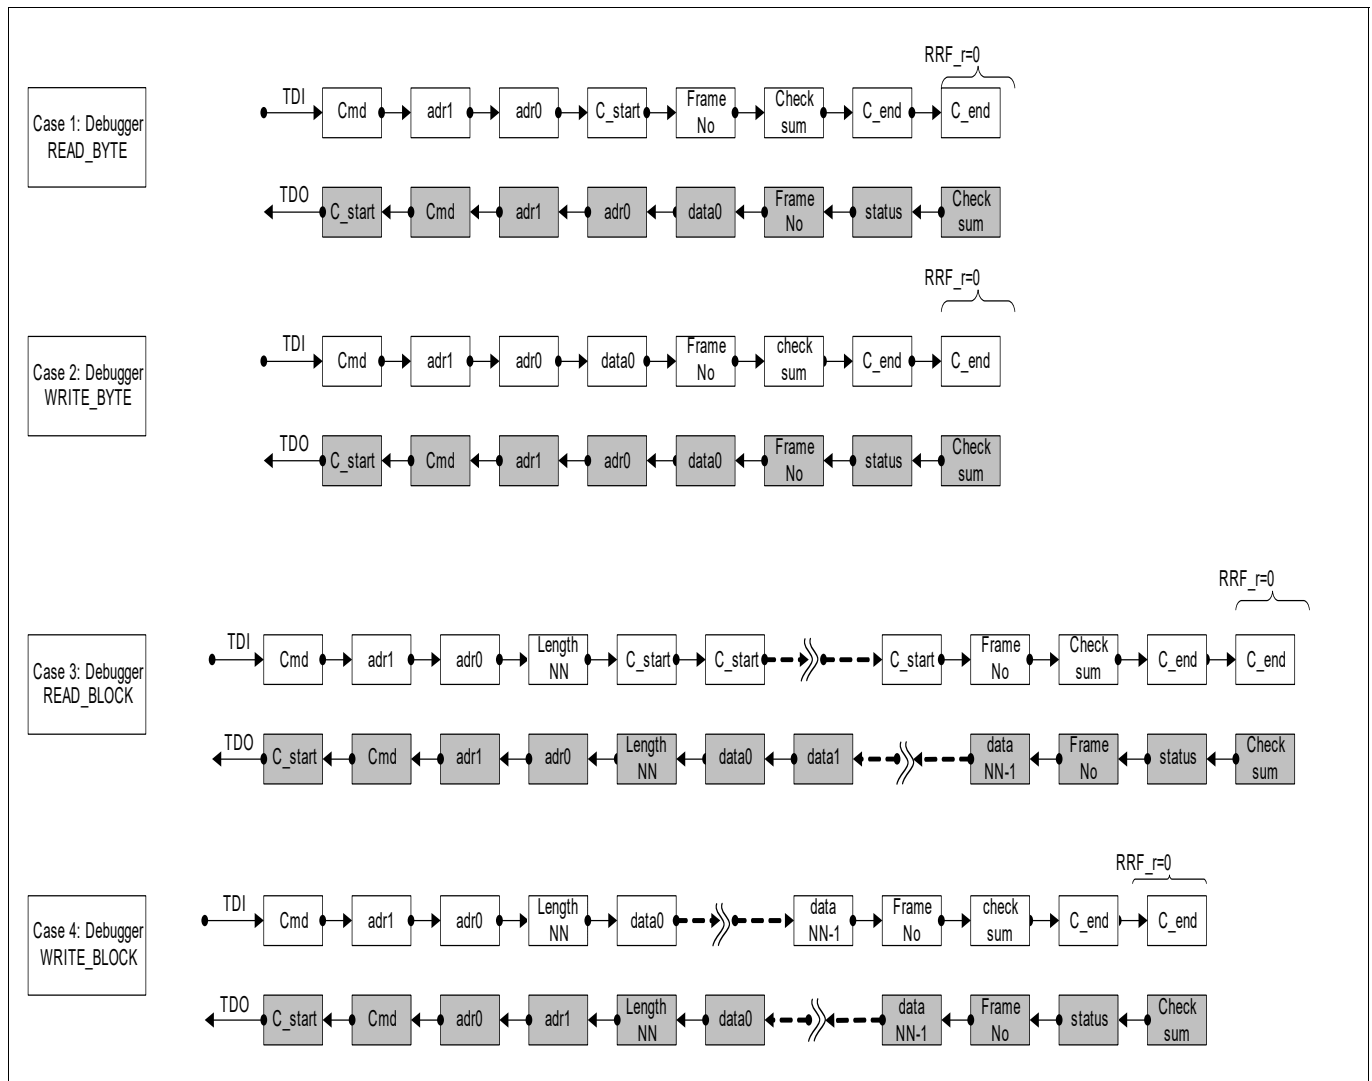 RRF_r=0
Case 1: Debugger
READ_BYTE
TDI
Cmd
adr1
adr0
C_start
Frame
No
Check
sum
C_end
C_end
TDO
C_start
Cmd
adr1
adr0
data0
Frame
No
status
Check
sum
RRF_r=0
Case 2: Debugger
WRITE_BYTE
TDI
Cmd
adr1
adr0
data0
Frame
No
check
sum
C_end
C_end
TDO
C_start
Cmd
adr1
adr0
data0
Frame
No
status
Check
sum
RRF_r=0
Case 3: Debugger
READ_BLOCK
TDI
Cmd
adr1
adr0
Length
NN
C_start
C_start
C_start
Frame
No
Check
sum
C_end
C_end
TDO
C_start
Cmd
adr1
adr0
Length
NN
data0
data1
data
NN-1
Frame
No
status
Check
sum
RRF_r=0
Case 4: Debugger
WRITE_BLOCK
TDI
Cmd
adr1
adr0
Length
NN
data0
data
NN-1
Frame
No
check
sum
C_end
C_end
TDO
C_start
Cmd
adr0
adr1
Length
NN
data0
data
NN-1
Frame
No
status
Check
sum